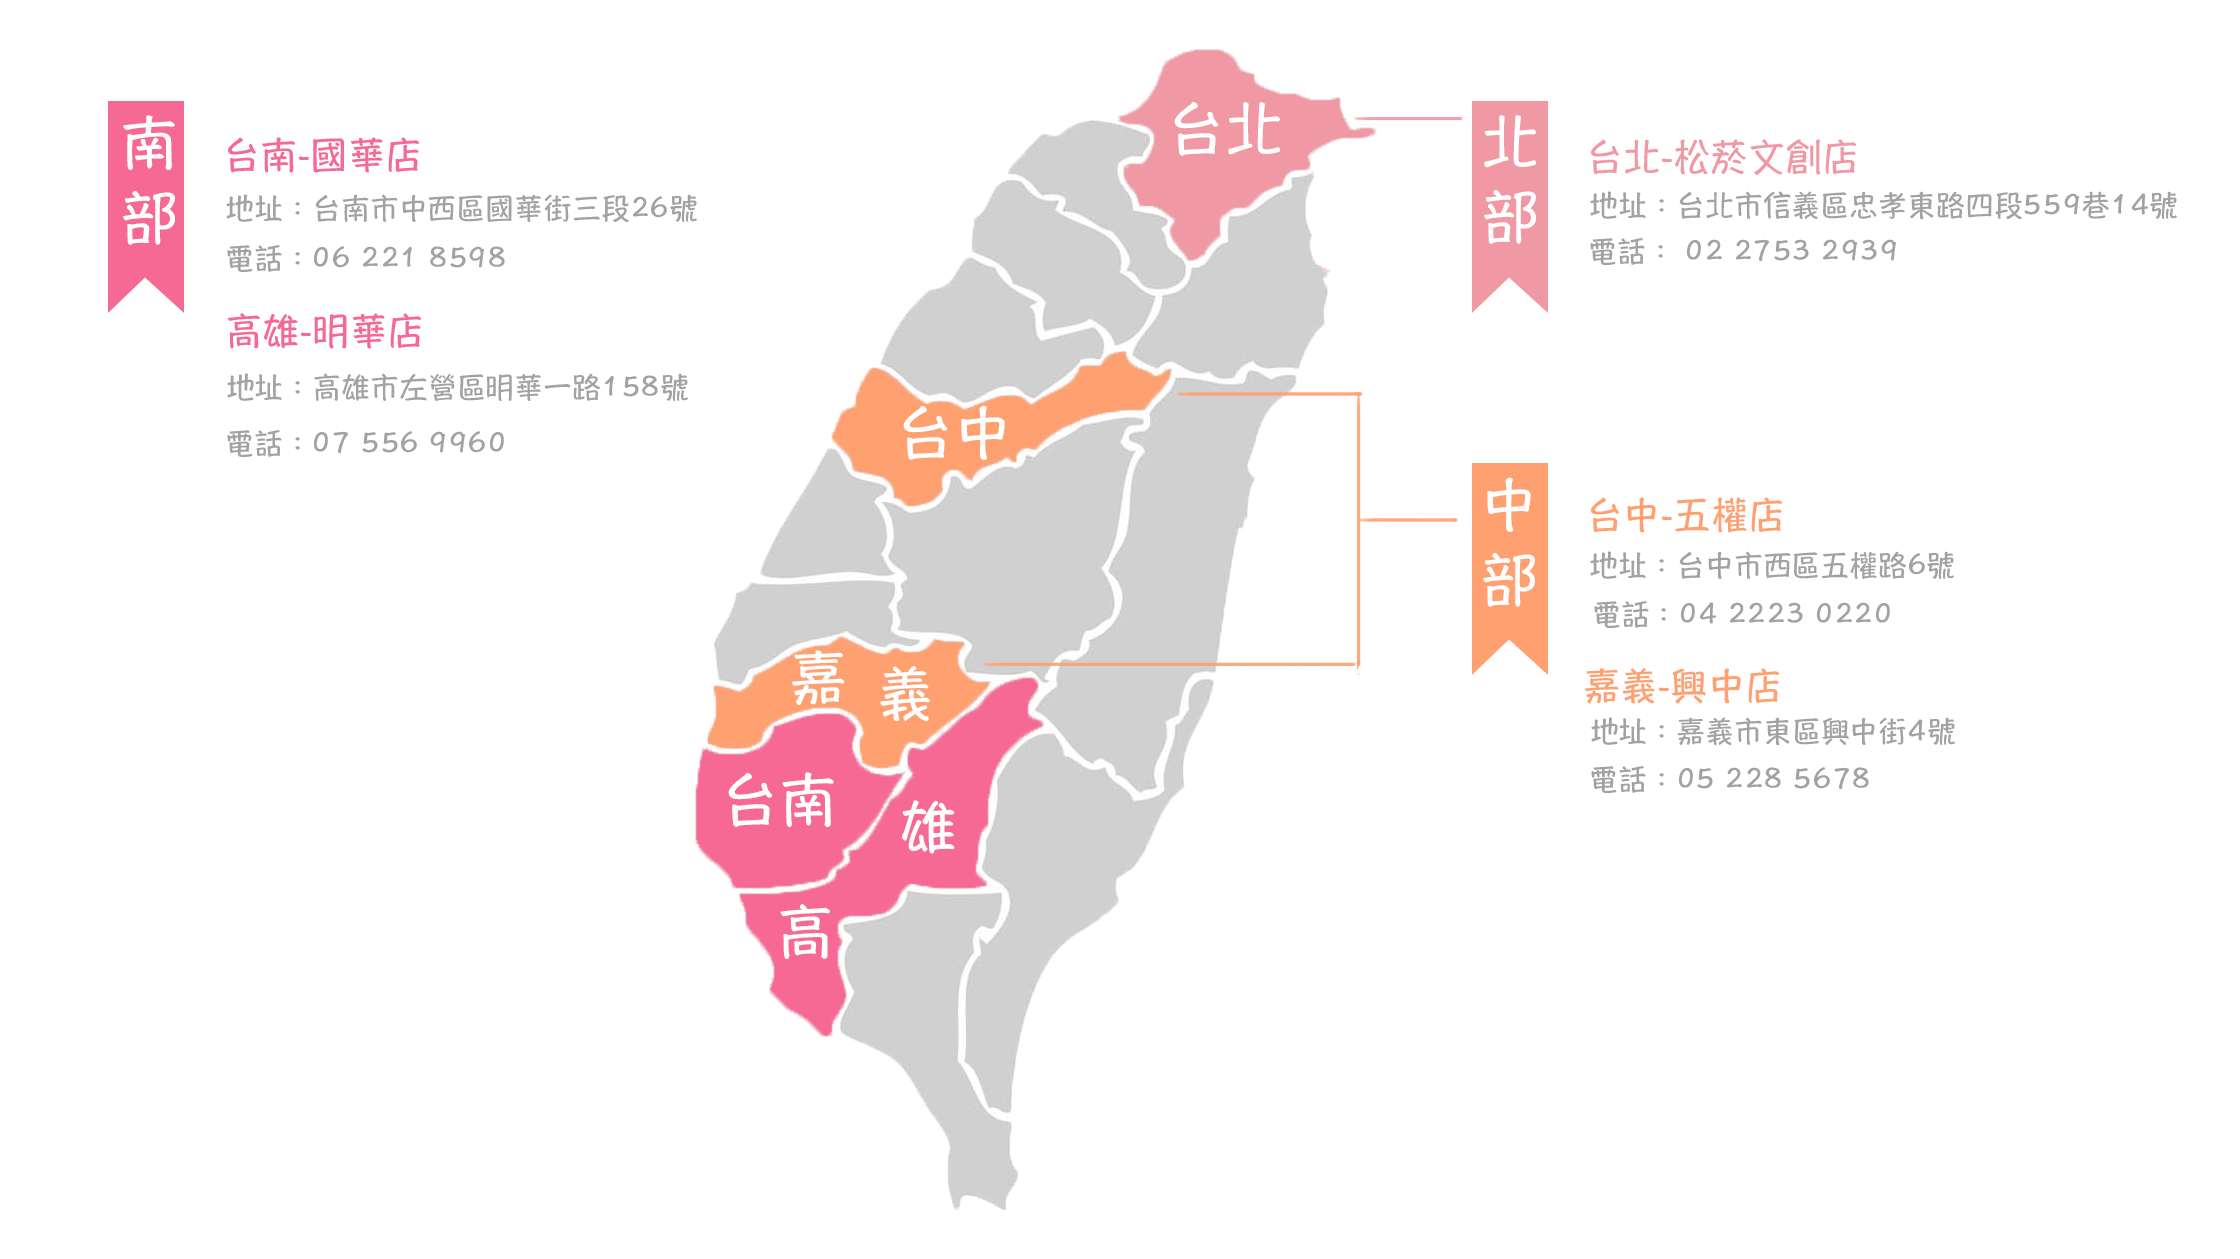 南部
台南-國華店
地址：台南市中西區國華街三段26號
電話：06 221 8598
高雄-明華店
地址：高雄市左營區明華一路158號
電話：07 556 9960
台北
台中
嘉義
台南
雄
高
北部
台北-松菸文創店
地址：台北市信義區忠孝東路四段559巷14號
電話： 02 2753 2939
中部
台中-五權店
地址：台中市西區五權路6號
電話：04 2223 0220
嘉義-興中店
地址：嘉義市東區興中街4號
電話：05 228 5678